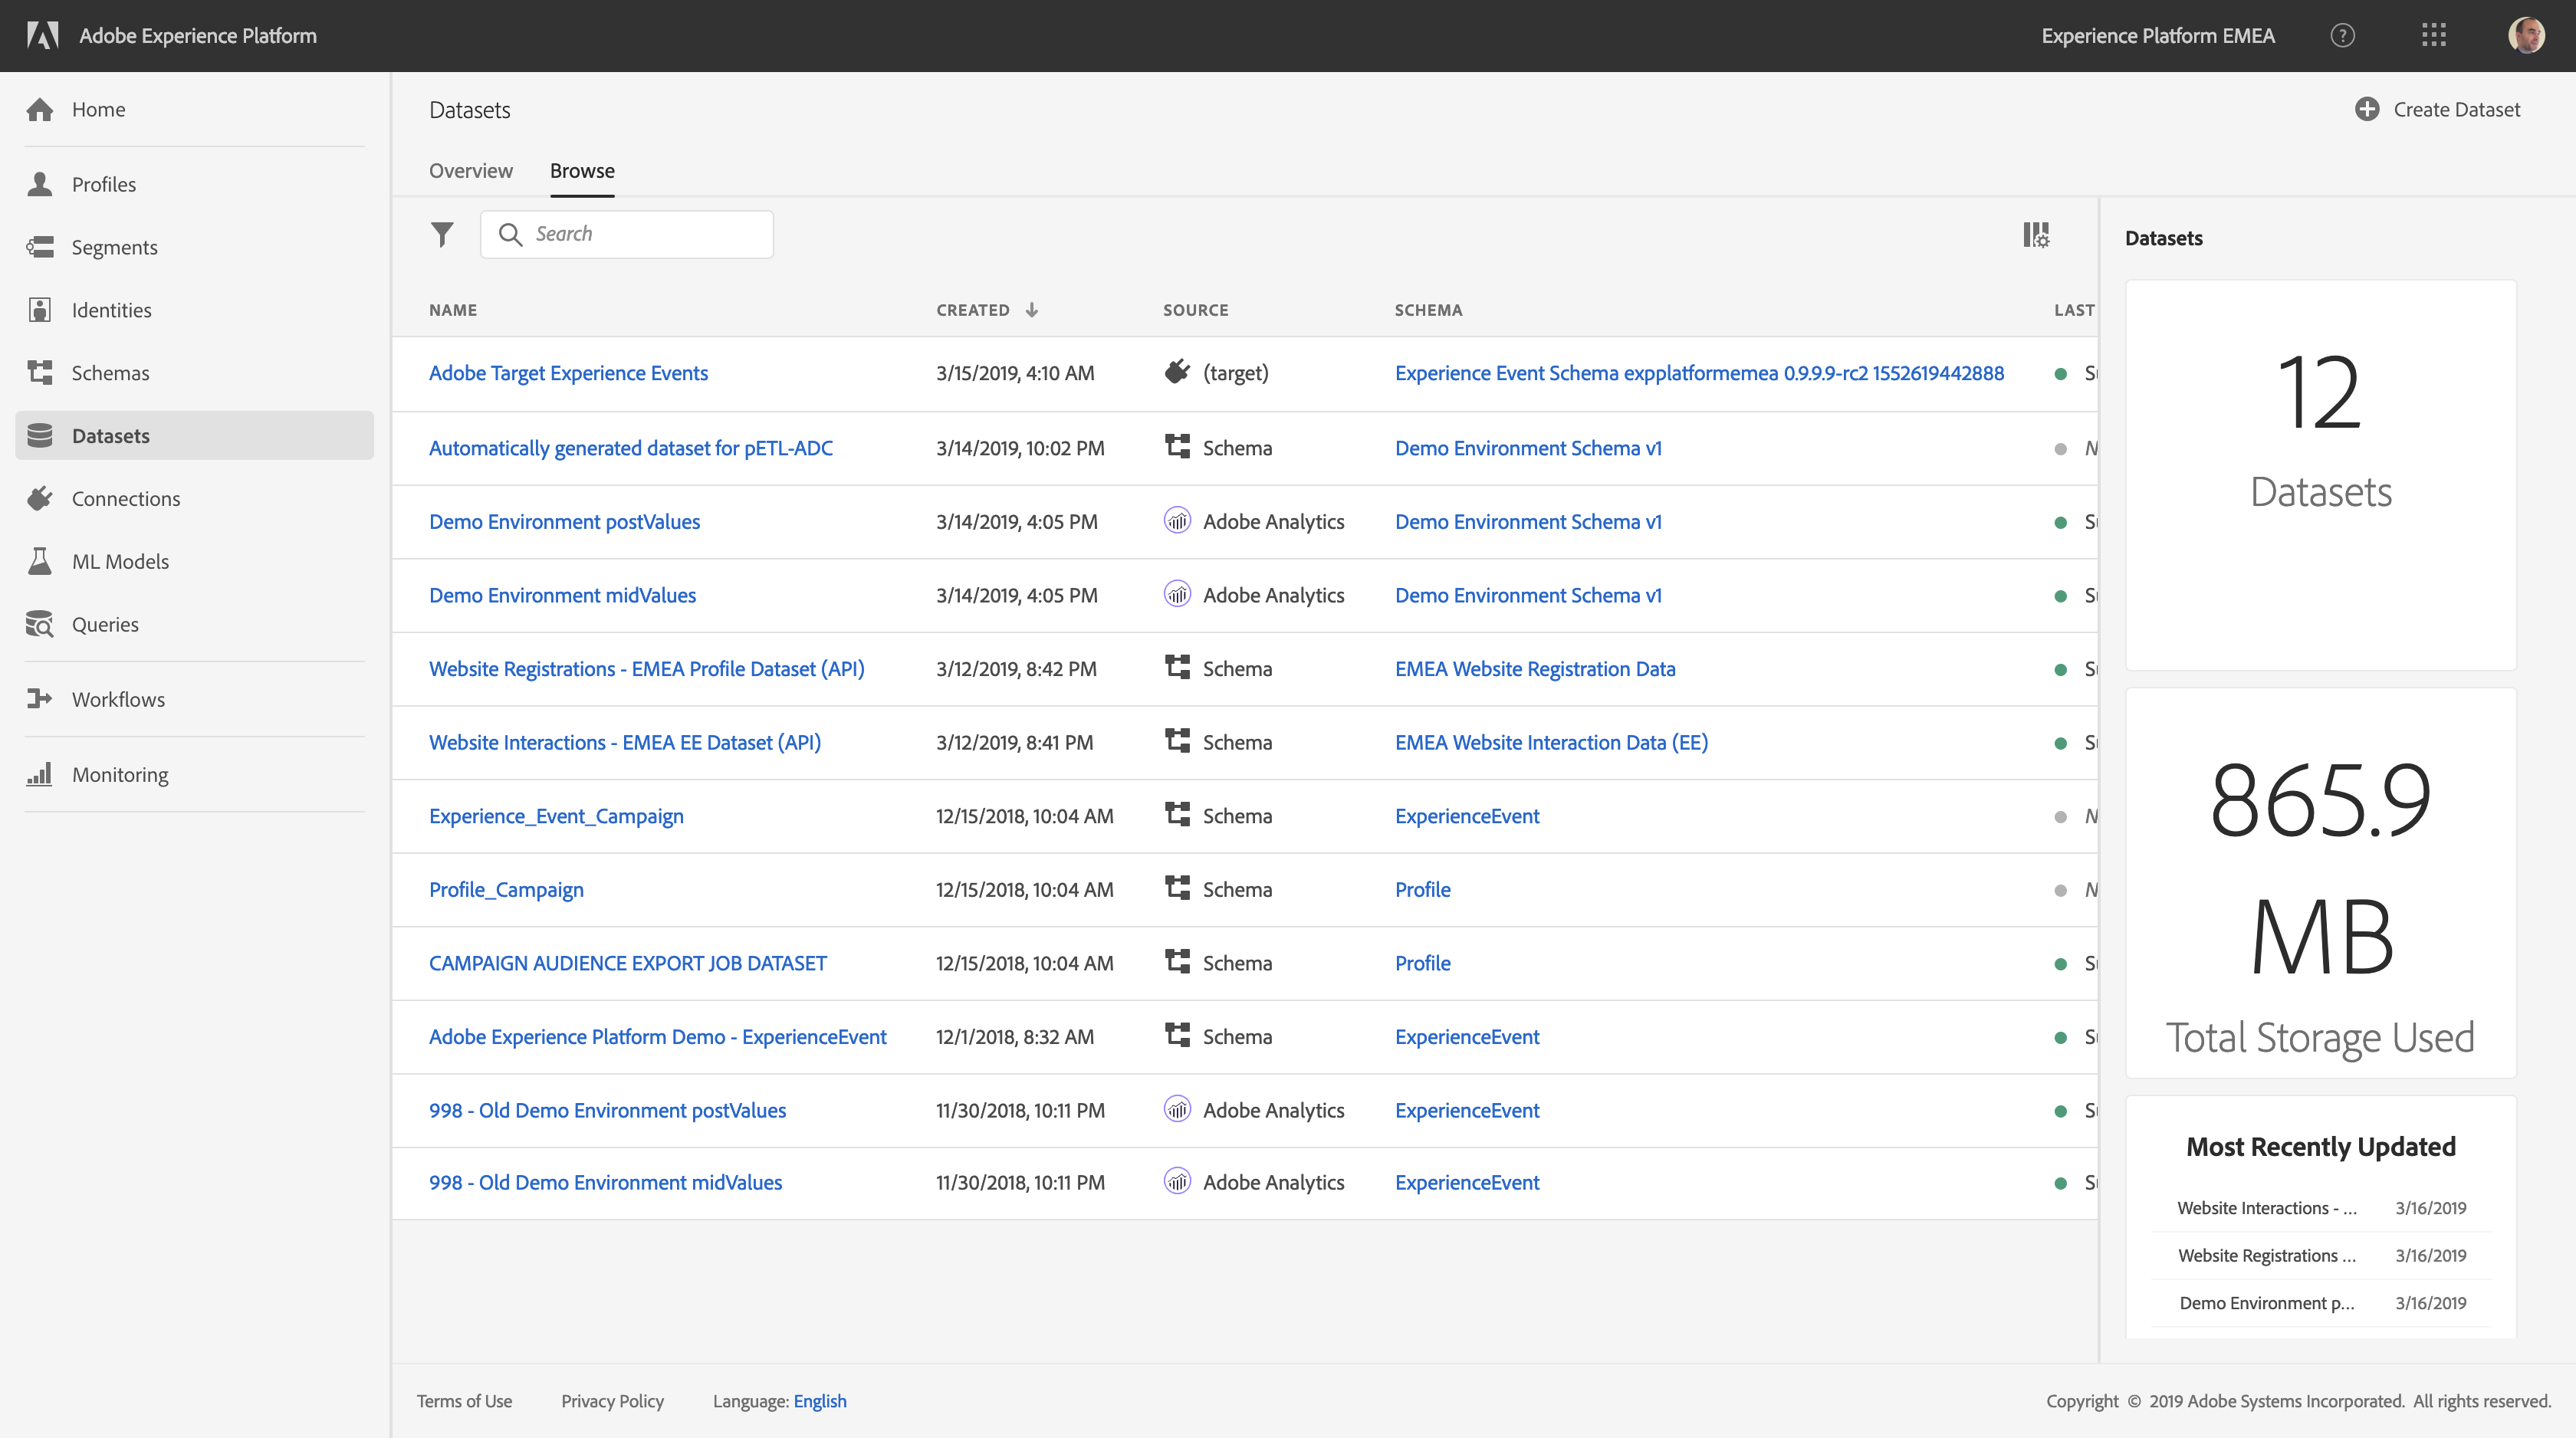 Adobe Experience Platform
Experience Platform EMEA
?
Home
Profiles
Segments
Identities
Schemas
Datasets
Connections
ML Models
Queries
Workflows
Monitoring
Datasets
Create Dataset
Overview Browse
Search
NAME CREATED SOURCE SCHEMA LAST
Adobe Target Experience Events 3/15/2019, 4:10 AM (target) Experience Event Schema expplatformemea 0.9.9.9-rc2 1552619442888
Automatically generated dataset for pETL-ADC 3/14/2019, 10:02 PM Schema Demo Environment Schema v1
Demo Environment postValues 3/14/2019, 4:05 PM Adobe Analytics Demo Environment Schema v1
Demo Environment midValues 3/14/2019, 4:05 PM Adobe Analytics Demo Environment Schema v1
Website Registrations - EMEA Profile Dataset (API) 3/12/2019, 8:42 PM Schema EMEA Website Registration Data
Website Interactions - EMEA EE Dataset (API) 3/12/2019, 8:41 PM Schema EMEA Website Interaction Data (EE)
Experience_Event_Campaign 12/15/2018, 10:04 AM Schema ExperienceEvent
Profile_Campaign 12/15/2018, 10:04 AM Schema Profile
CAMPAIGN AUDIENCE EXPORT JOB DATASET 12/15/2018, 10:04 AM Schema Profile
Adobe Experience Platform Demo - ExperienceEvent 12/1/2018, 8:32 AM Schema ExperienceEvent
998 - Old Demo Environment postValues 11/30/2018, 10:11 PM Adobe Analytics ExperienceEvent
998 - Old Demo Environment midValues 11/30/2018, 10:11 PM Adobe Analytics ExperienceEvent
Datasets
12
Datasets
865.9
MB
Total Storage Used
Most Recently Updated
Website Interactions - ... 3/16/2019
Website Registrations ... 3/16/2019
Demo Environment p... 3/16/2019
Terms of Use Privacy Policy Language: English
Copyright © 2019 Adobe Systems Incorporated. All rights reserved.